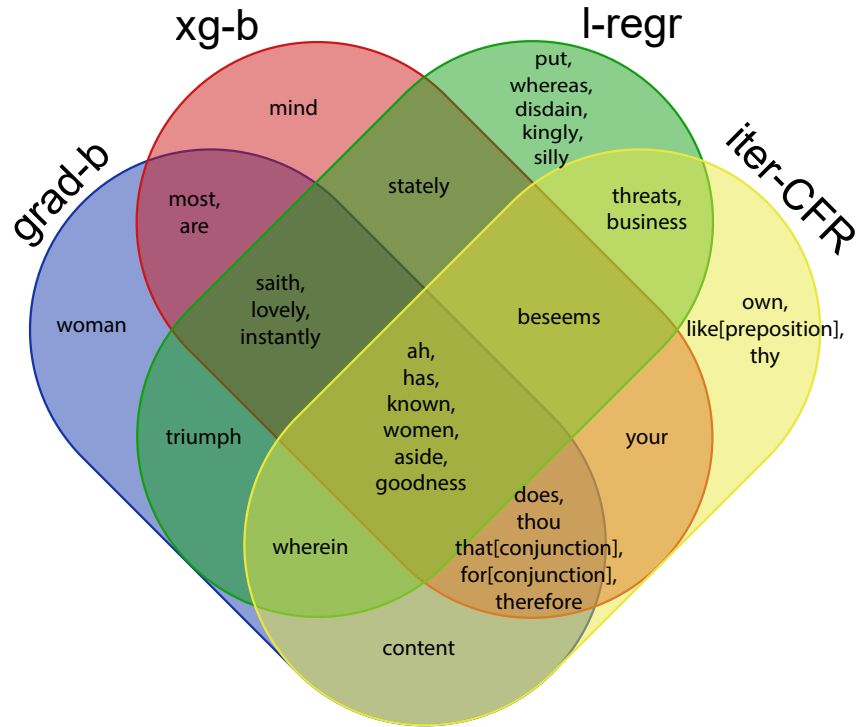 xg-b
l-regr
grad-b
iter-CFR
mind
put,
whereas,
disdain,
kingly,
silly
most,
are
stately
threats,
business
woman
saith,
lovely,
instantly
beseems
own,
like[preposition],
thy
ah,
has,
known,
women,
aside,
goodness
triumph
your
wherein
does,
thou
that[conjunction],
for[conjunction],
therefore
content